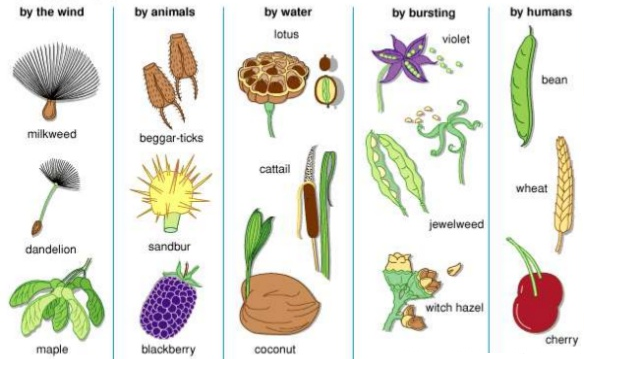 by the wind
milkweed
dandelion
maple
by animals
beggar-ticks
sandbur
blackberry
by water
lotus
cattail
coconut
by bursting
violet
jewelweed
witch hazel
by humans
bean
wheat
cherry